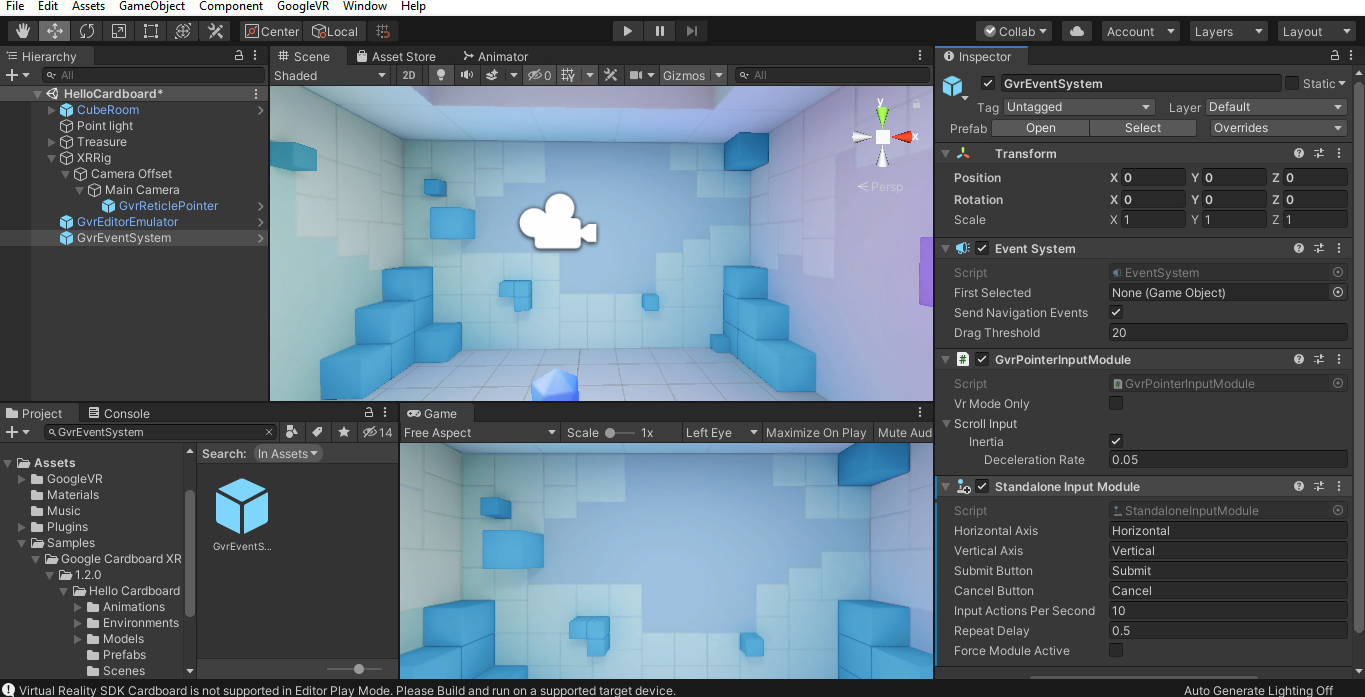 File Edit Assets GameObject Component GoogleVR Window Help
Center Local Collab Account Layers Layout
Hierarchy
All
HelloCardboard*
CubeRoom
Point light
Treasure
XRRig
Camera Offset
Main Camera
GvrReticlePointer
GvrEditorEmulator
GvrEventSystem
Scene Asset Store Animator
Shaded 2D 0 Gizmos All
y
x
Persp
Project Console
GvrEventSystem 14
Assets
GoogleVR
Materials
Music
Plugins
Samples
Google Cardboard XR
1.2.0
Hello Cardboard
Animations
Environments
Models
Prefabs
Scenes
Search: In Assets
GvrEventS...
Game
Free Aspect Scale 1x Left Eye Maximize On Play Mute Aud
Inspector
GvrEventSystem Static
Tag Untagged Layer Default
Prefab Open Select Overrides
Transform
Position X 0 Y 0 Z 0
Rotation X 0 Y 0 Z 0
Scale X 1 Y 1 Z 1
Event System
Script EventSystem
First Selected None (Game Object)
Send Navigation Events
Drag Threshold 20
# GvrPointerInputModule
Script GvrPointerInputModule
Vr Mode Only
Scroll Input
Inertia
Deceleration Rate 0.05
Standalone Input Module
Script StandaloneInputModule
Horizontal Axis Horizontal
Vertical Axis Vertical
Submit Button Submit
Cancel Button Cancel
Input Actions Per Second 10
Repeat Delay 0.5
Force Module Active
Virtual Reality SDK Cardboard is not supported in Editor Play Mode. Please Build and run on a supported target device. Auto Generate Lighting Off